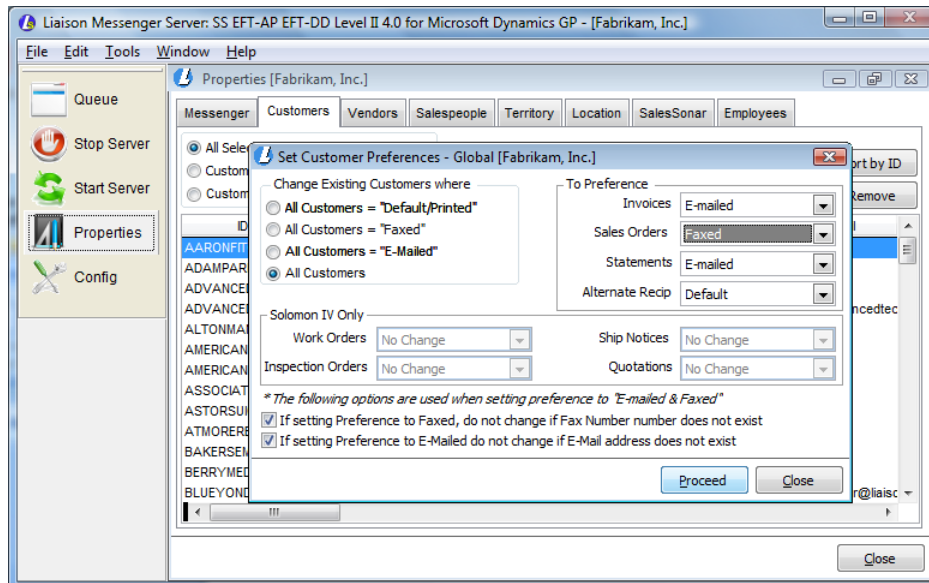 Liaison Messenger Server: SS EFT-AP EFT-DD Level II 4.0 for Microsoft Dynamics GP - [Fabrikam, Inc.]
File Edit Tools Window Help
Queue
Stop Server
Start Server
Properties
Config
Properties [Fabrikam, Inc.]
Messenger Customers Vendors Salespeople Territory Location SalesSonar Employees
All Sele
Custom
Custom
ort by ID
Remove
ID
AARONFIT
ADAMPAR
ADVANCED
ADVANCED
ncedtec
ALTONMA
AMERICAN
AMERICAN
ASSOCIAT
ASTORSUI
ATMORERE
BAKERSEM
BERRYMED
BLUEYOND
r@liaisc
Set Customer Preferences - Global [Fabrikam, Inc.]
Change Existing Customers where
All Customers = "Default/Printed"
All Customers = "Faxed"
All Customers = "E-Mailed"
All Customers
To Preference
Invoices E-mailed
Sales Orders Faxed
Statements E-mailed
Alternate Recip Default
Solomon IV Only
Work Orders No Change Ship Notices No Change
Inspection Orders No Change Quotations No Change
* The following options are used when setting preference to "E-mailed & Faxed"
If setting Preference to Faxed, do not change if Fax Number number does not exist
If setting Preference to E-Mailed do not change if E-Mail address does not exist
Proceed Close
Close